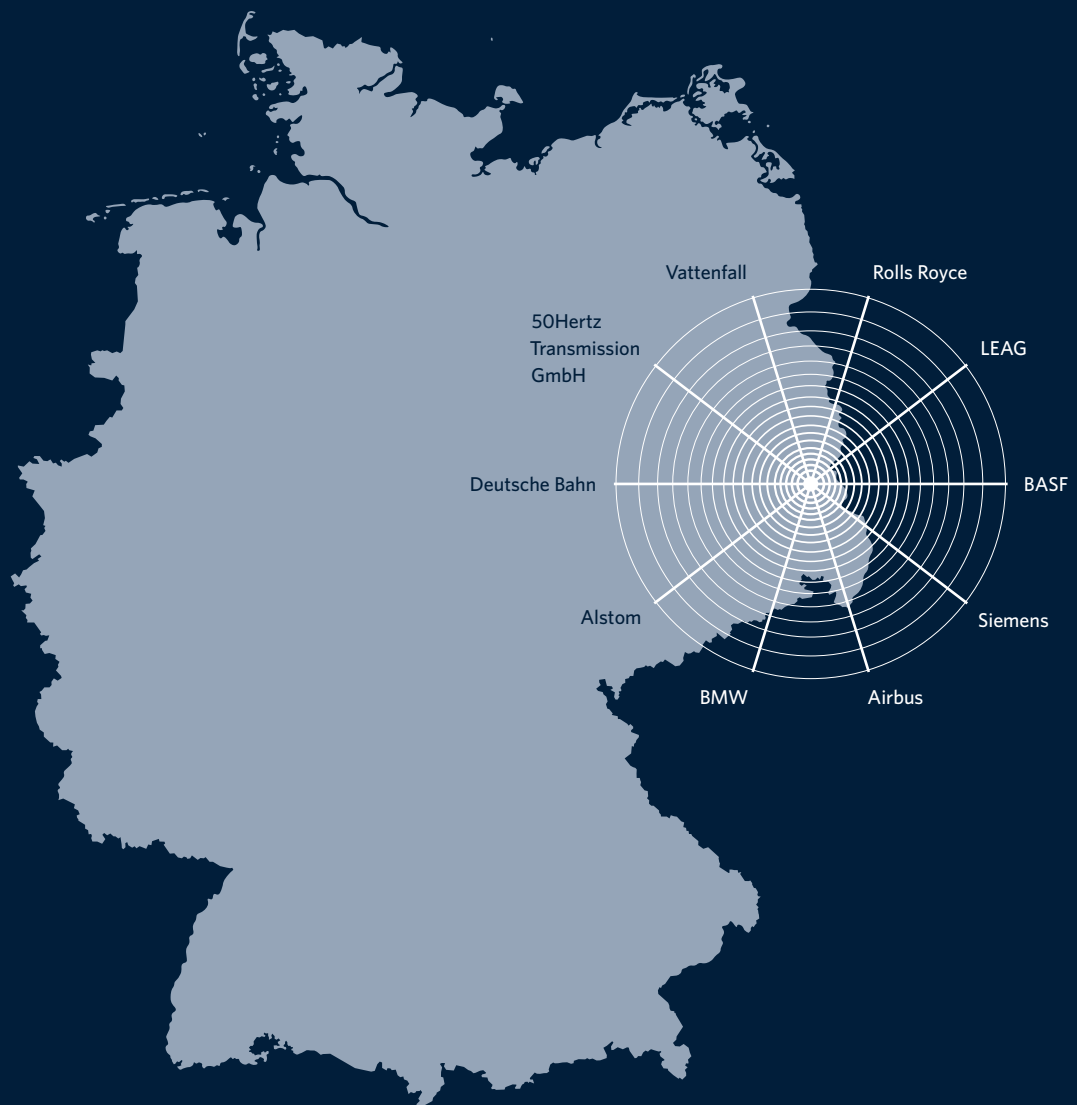 Vattenfall
Rolls Royce
50Hertz
Transmission
GmbH
LEAG
Deutsche Bahn
BASF
Alstom
Siemens
BMW
Airbus